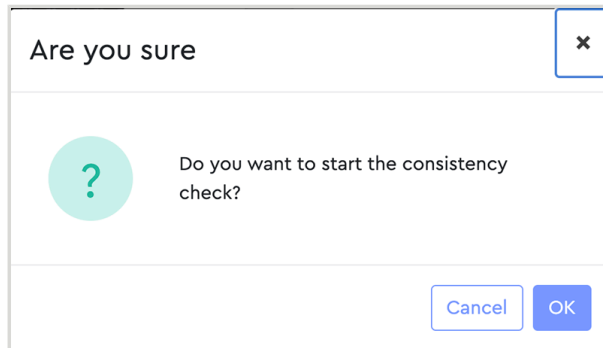 Are you sure
×
?
Do you want to start the consistency
check?
Cancel OK